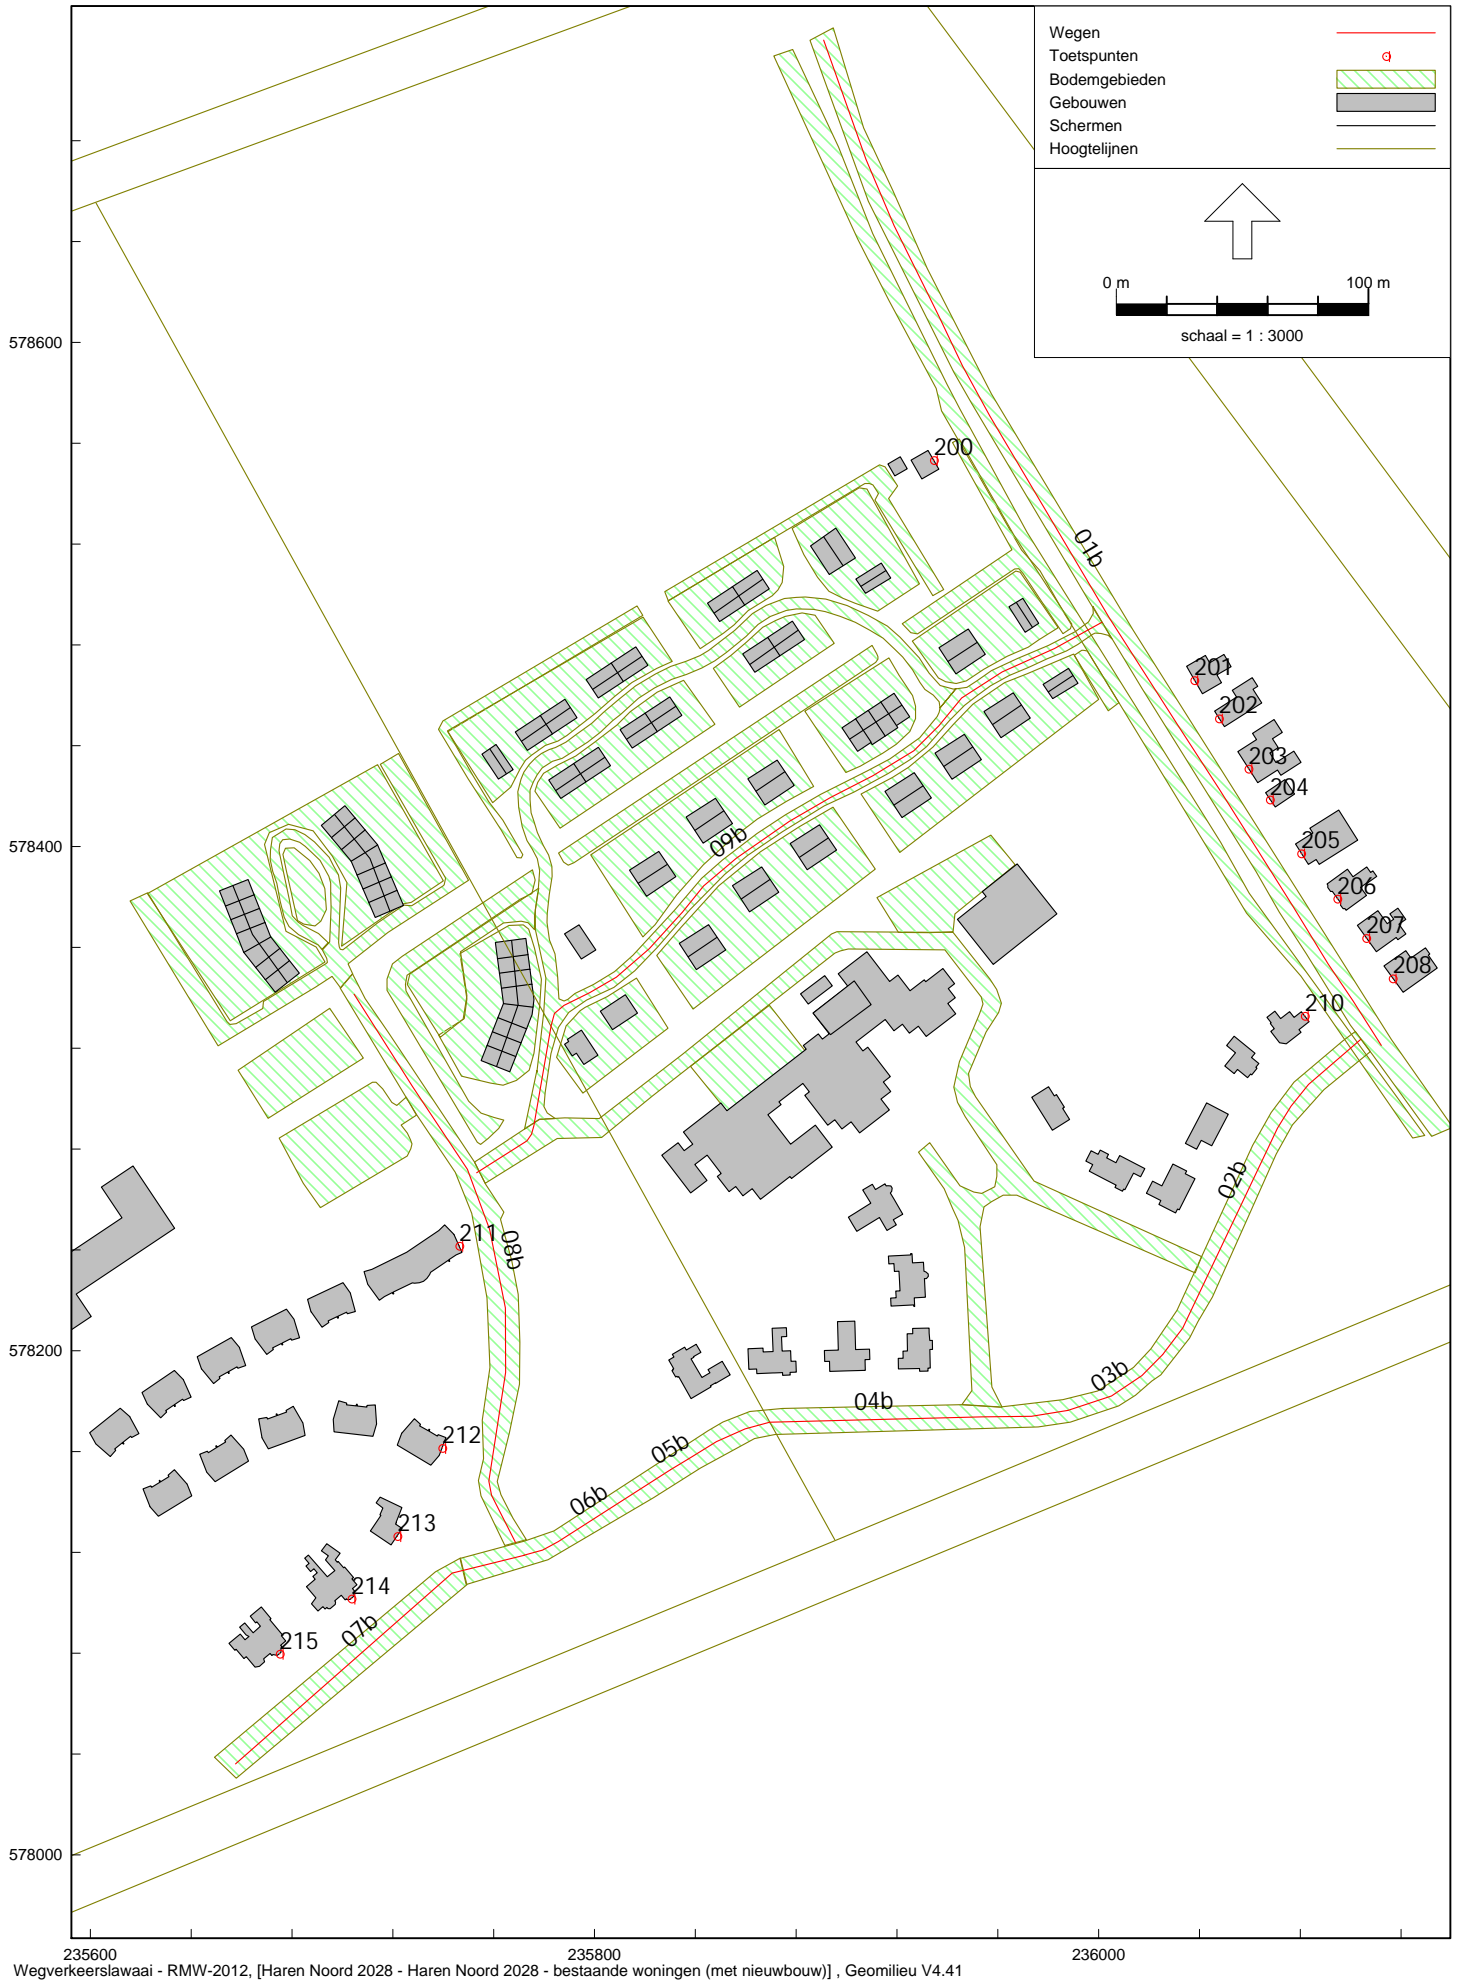 Wegen
Toetspunten
Bodemgebieden
Gebouwen
Schermen
Hoogtelijnen
0 m 100 m
schaal = 1 : 3000
578600
200
01b
201
202
203
204
578400
09b
205
206
207
208
210
02b
211
08b
578200
03b
04b
212
05b
06b
213
214
07b
215
578000
235600 235800 236000
Wegverkeerslawaai - RMW-2012, [Haren Noord 2028 - Haren Noord 2028 - bestaande woningen (met nieuwbouw)] , Geomilieu V4.41